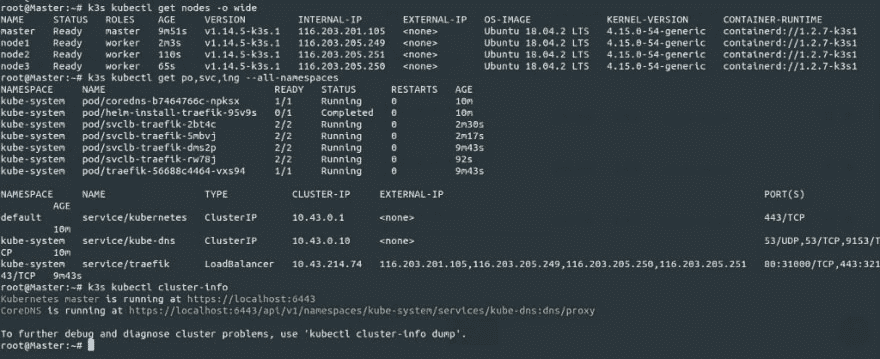 root@Master:~# k3s kubectl get nodes -o wide
NAME STATUS ROLES AGE VERSION INTERNAL-IP EXTERNAL-IP OS-IMAGE KERNEL-VERSION CONTAINER-RUNTIME
master Ready master 9m51s v1.14.5-k3s.1 116.203.201.105 <none> Ubuntu 18.04.2 LTS 4.15.0-54-generic containerd://1.2.7-k3s1
node1 Ready worker 2m3s v1.14.5-k3s.1 116.203.205.249 <none> Ubuntu 18.04.2 LTS 4.15.0-54-generic containerd://1.2.7-k3s1
node2 Ready worker 110s v1.14.5-k3s.1 116.203.205.251 <none> Ubuntu 18.04.2 LTS 4.15.0-54-generic containerd://1.2.7-k3s1
node3 Ready worker 65s v1.14.5-k3s.1 116.203.205.250 <none> Ubuntu 18.04.2 LTS 4.15.0-54-generic containerd://1.2.7-k3s1
root@Master:~# k3s kubectl get po,svc,ing --all-namespaces
NAMESPACE NAME READY STATUS RESTARTS AGE
kube-system pod/coredns-b7464766c-npksx 1/1 Running 0 10m
kube-system pod/helm-install-traefik-95v9s 0/1 Completed 0 10m
kube-system pod/svclb-traefik-2bt4c 2/2 Running 0 2m30s
kube-system pod/svclb-traefik-5mbvj 2/2 Running 0 2m17s
kube-system pod/svclb-traefik-dms2p 2/2 Running 0 9m43s
kube-system pod/svclb-traefik-rw78j 2/2 Running 0 92s
kube-system pod/traefik-56688c4464-vxs94 1/1 Running 0 9m43s
NAMESPACE NAME TYPE CLUSTER-IP EXTERNAL-IP PORT(S)
AGE
default service/kubernetes ClusterIP 10.43.0.1 <none> 443/TCP
10m
kube-system service/kube-dns ClusterIP 10.43.0.10 <none> 53/UDP,53/TCP,9153/T
CP 10m
kube-system service/traefik LoadBalancer 10.43.214.74 116.203.201.105,116.203.205.249,116.203.205.250,116.203.205.251 80:31000/TCP,443:321
43/TCP 9m43s
root@Master:~# k3s kubectl cluster-info
Kubernetes master is running at https://localhost:6443
CoreDNS is running at https://localhost:6443/api/v1/namespaces/kube-system/services/kube-dns:dns/proxy
To further debug and diagnose cluster problems, use 'kubectl cluster-info dump'.
root@Master:~#